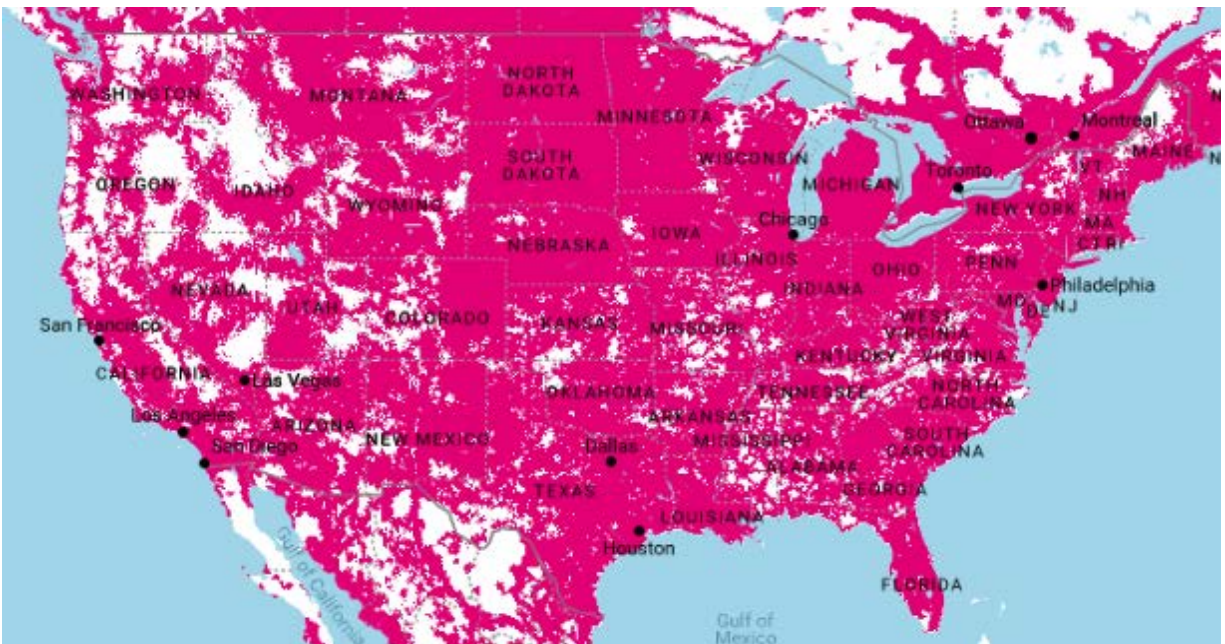 NORTH
DAKOTA
WASHINGTON
MONTANA
MINNESOTA
Ottawa
Montreal
MAINE
WISCONSIN
SOUTH
DAKOTA
VT
OREGON
IDAHO
MICHIGAN
Toronto
NH
WYOMING
NEW YORK
MA
Chicago
IOWA
CT RI
NEBRASKA
ILLINOIS
OHIO
PENN
NEVADA
INDIANA
Philadelphia
UTAH
COLORADO
MD
DE
NJ
San Francisco
KANSAS
MISSOURI
WEST
VIRGINIA
KENTUCKY
VIRGINIA
CALIFORNIA
Las Vegas
OKLAHOMA
TENNESSEE
NORTH
CAROLINA
Los Angeles
ARIZONA
NEW MEXICO
ARKANSAS
MISSISSIPPI
SOUTH
CAROLINA
San Diego
Dallas
ALABAMA
TEXAS
GEORGIA
LOUISIANA
Houston
Gulf of California
FLORIDA
Gulf of
Mexico